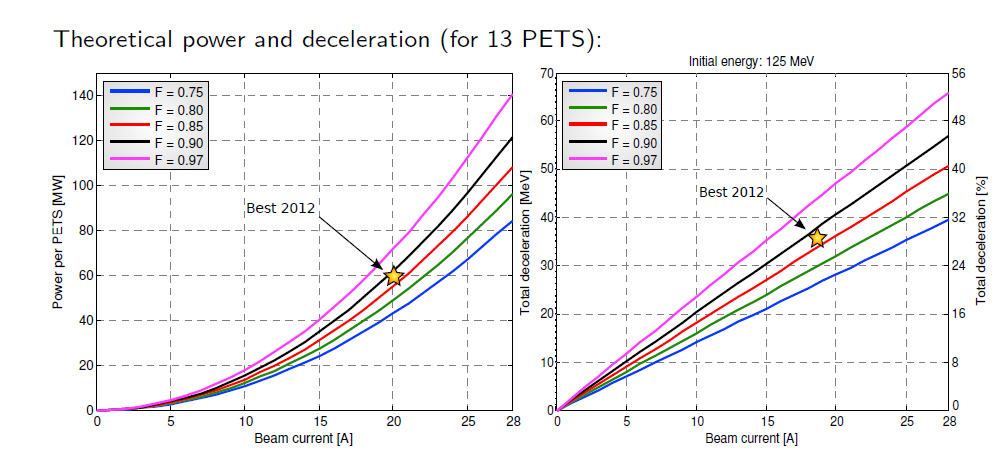 Theoretical power and deceleration (for 13 PETS):
Power per PETS [MW]
140
120
100
80
60
40
20
0
F = 0.75
F = 0.80
F = 0.85
F = 0.90
F = 0.97
Best 2012
0 5 10 15 20 25 28
Beam current [A]
Initial energy: 125 MeV
Total deceleration [MeV]
70
60
50
40
30
20
10
0
F = 0.75
F = 0.80
F = 0.85
F = 0.90
F = 0.97
Best 2012
56
48
40
32
24
16
8
0
Total deceleration [%]
0 5 10 15 20 25 28
Beam current [A]